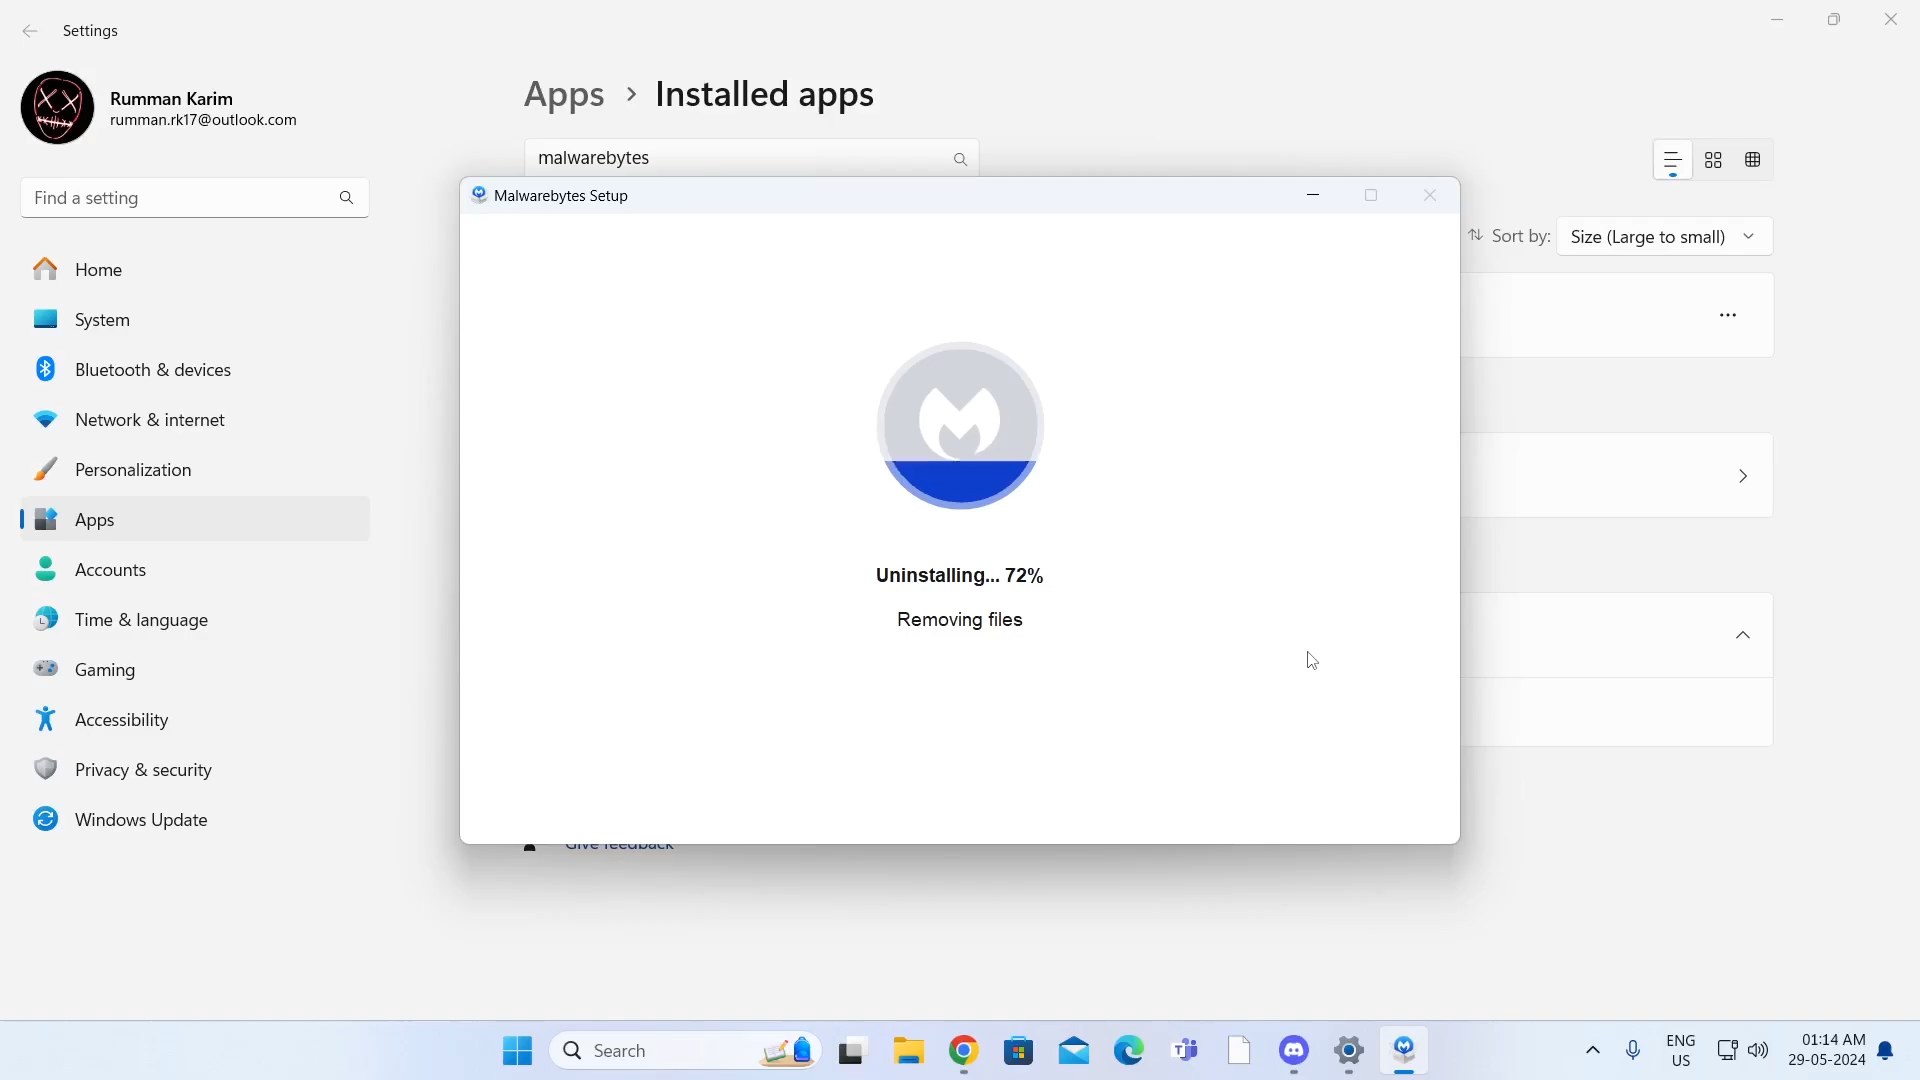 Settings
Rumman Karim
rumman.rk17@outlook.com
Find a setting
Home
System
Bluetooth & devices
Network & internet
Personalization
Apps
Accounts
Time & language
Gaming
Accessibility
Privacy & security
Windows Update
Apps > Installed apps
malwarebytes
Sort by: Size (Large to small)
Malwarebytes Setup
Uninstalling... 72%
Removing files
Give feedback
Search
ENG
US
01:14 AM
29-05-2024